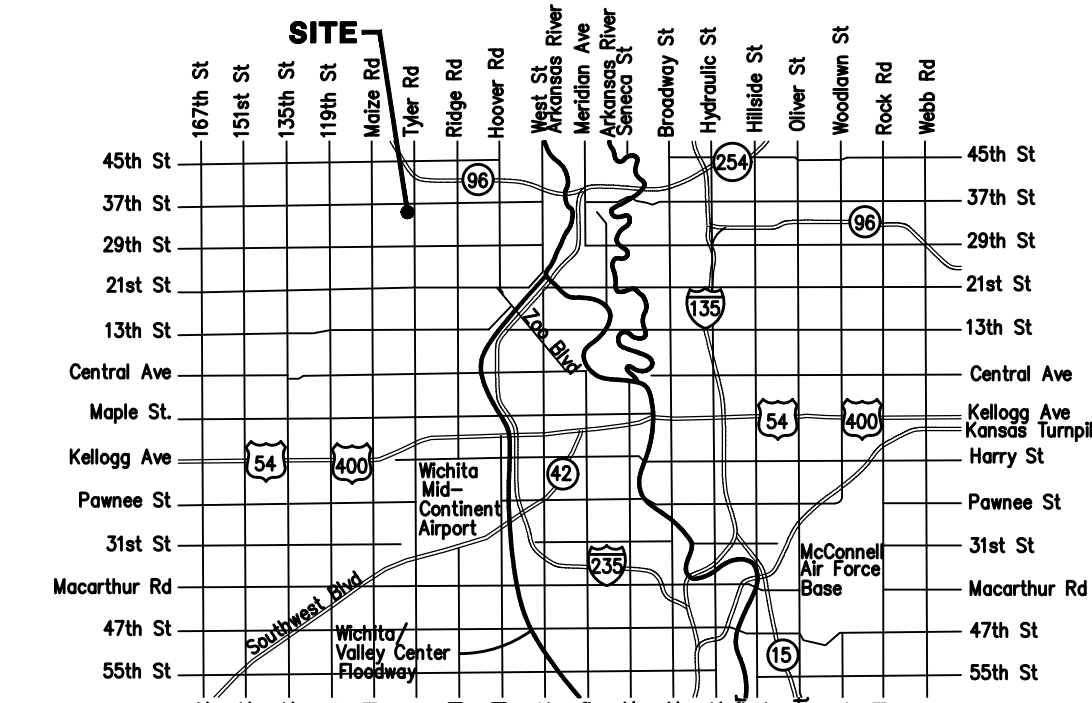 SITE
167th St
151st St
135th St
119th St
Maize Rd
Tyler Rd
Ridge Rd
Hoover Rd
West St
Arkansas River
Meridian Ave
Arkansas River
Seneca St
Broadway St
Hydraulic St
Hillside St
Oliver St
Woodlawn St
Rock Rd
Webb Rd
45th St
254
45th St
96
37th St
37th St
96
29th St
29th St
21st St
21st St
135
13th St
Zoo Blvd
13th St
Central Ave
Central Ave
Maple St.
54
400
Kellogg Ave
Kansas Turnpi
Kellogg Ave
54
400
Harry St
Wichita
Mid-
Continent
Airport
42
Pawnee St
Pawnee St
31st St
31st St
235
McConnell
Air Force
Base
Macarthur Rd
Macarthur Rd
Southwest Blvd
47th St
47th St
Wichita/
Valley Center
Floodway
15
55th St
55th St